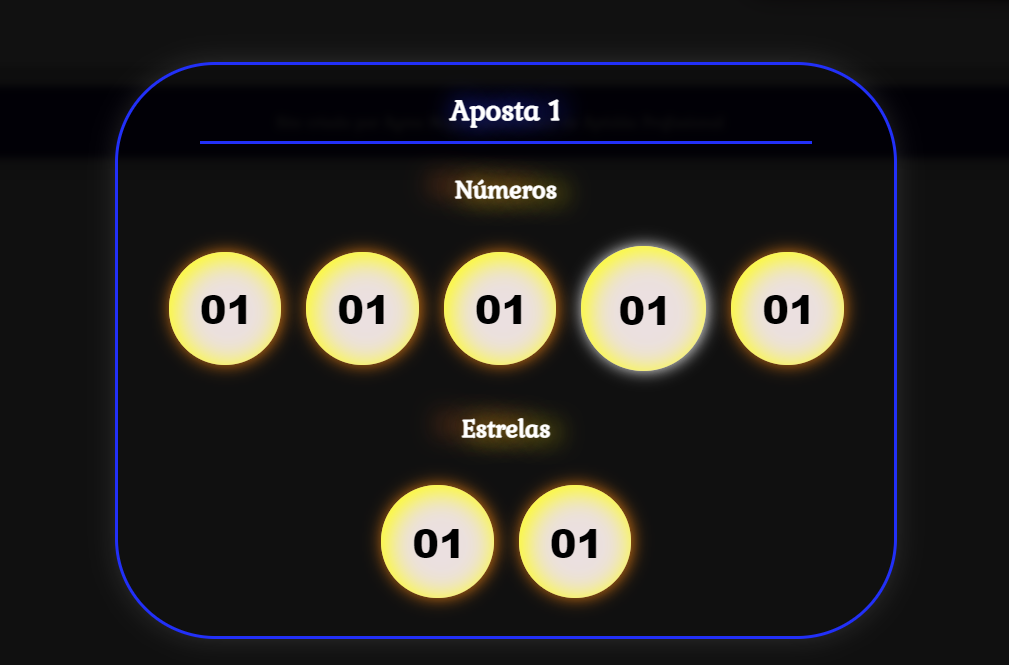 Aposta 1
Números
01 01 01 01 01
Estrelas
01 01